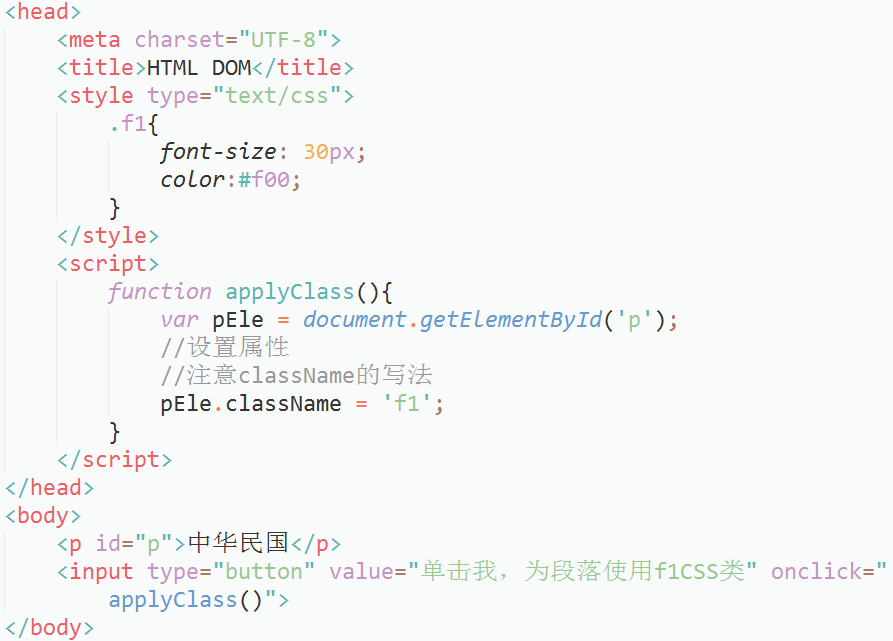 <head>
    <meta charset="UTF-8">
    <title>HTML DOM</title>
    <style type="text/css">
        .f1{
            font-size: 30px;
            color:#f00;
        }
    </style>
    <script>
        function applyClass(){
            var pEle = document.getElementById('p');
            //设置属性
            //注意className的写法
            pEle.className = 'f1';
        }
    </script>
</head>
<body>
    <p id="p">中华民国</p>
    <input type="button" value="单击我，为段落使用f1CSS类" onclick="
        applyClass()">
</body>